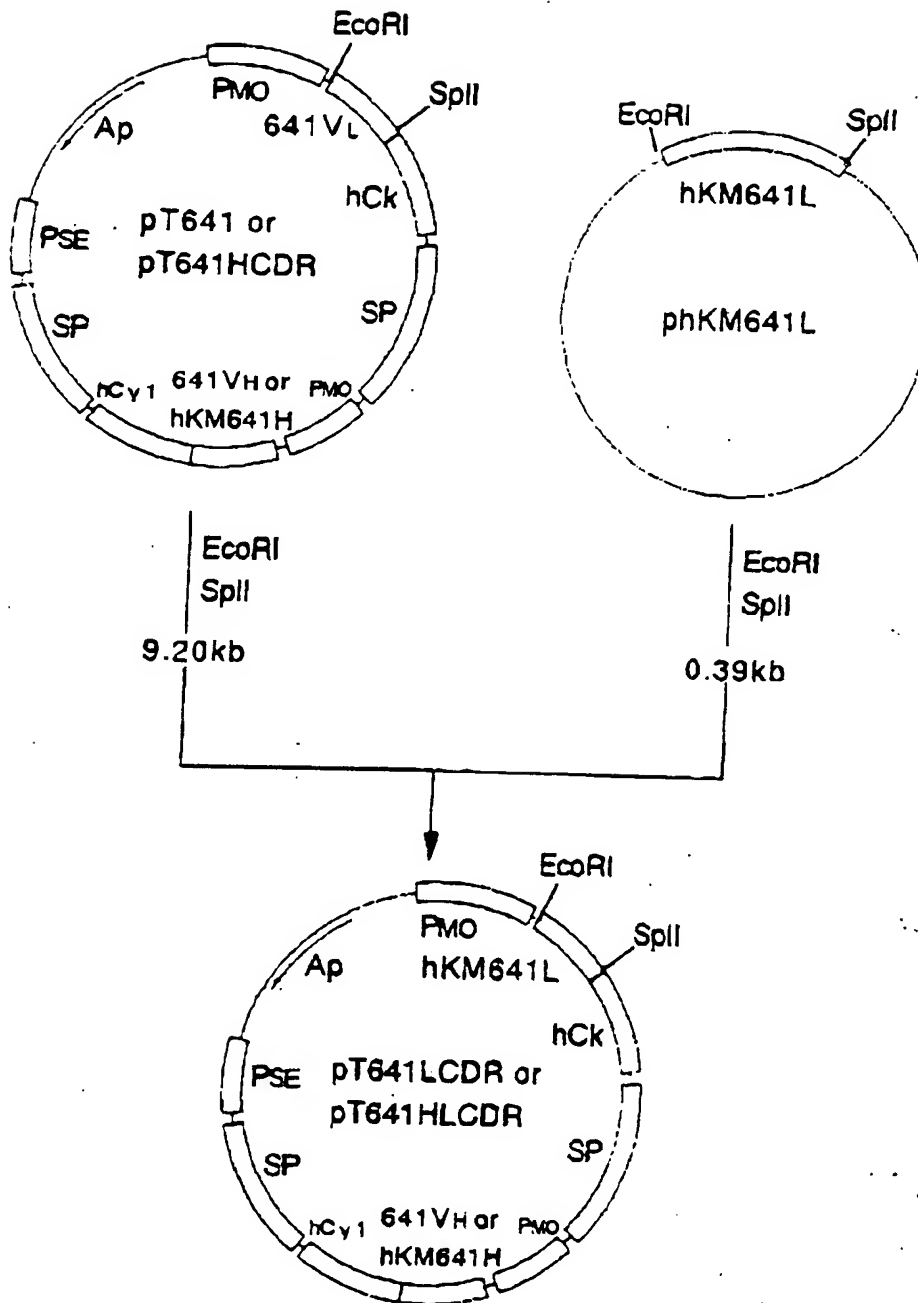 EcoRI
PMO
SplI
641VL
Ap
hCk
pT641 or
pT641HCDR
PSE
SP
SP
hCγ1
641VH or
hKM641H
PMO
EcoRI
SplI
hKM641L
phKM641L
EcoRI
SplI
9.20kb
EcoRI
SplI
0.39kb
EcoRI
PMO
SplI
hKM641L
Ap
hCk
PSE
pT641LCDR or
pT641HLCDR
SP
SP
hCγ1
641VH or
hKM641H
PMO